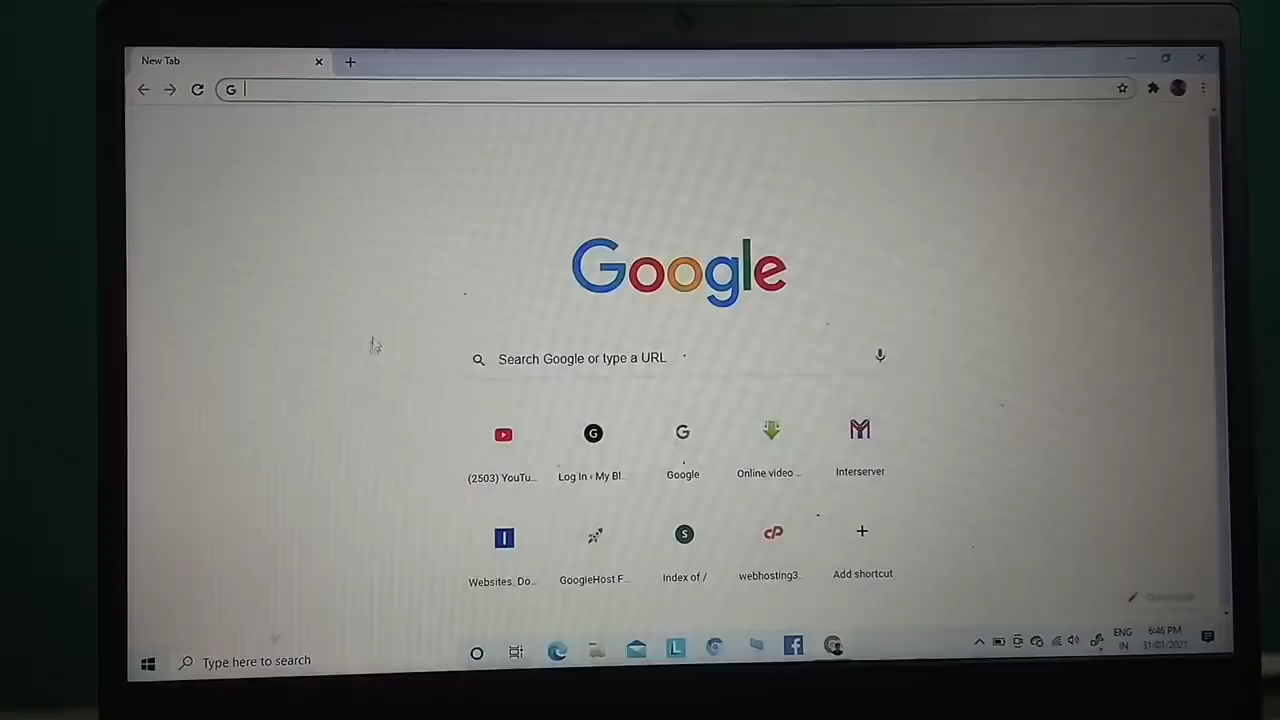 New Tab
G
Google
Search Google or type a URL
(2503) YouTu...
Log In ‹ My Bl...
Google
Online video ...
Interserver
Websites, Do...
GoogleHost F...
Index of /
webhosting3...
Add shortcut
Type here to search
ENG
IN
6:46 PM
31/01/2021